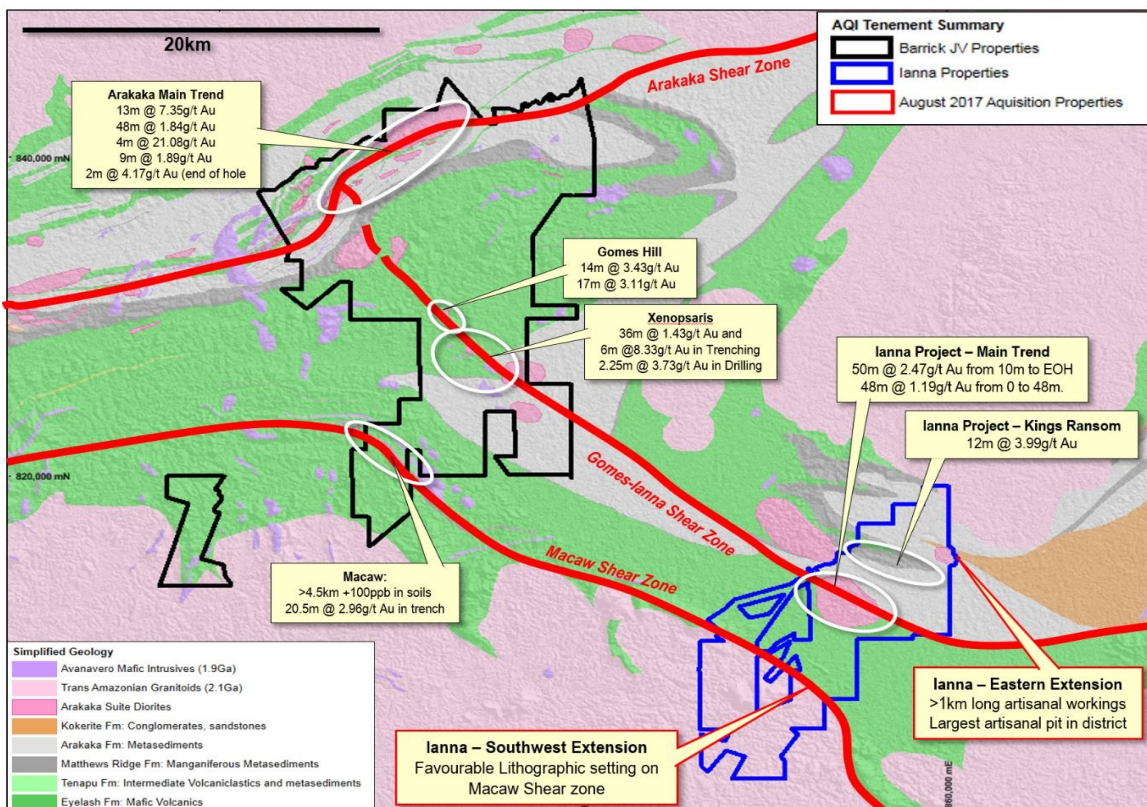 20km
AQI Tenement Summary
Barrick JV Properties
Ianna Properties
August 2017 Aquisition Properties
Arakaka Main Trend
13m @ 7.35g/t Au
48m @ 1.84g/t Au
4m @ 21.08g/t Au
9m @ 1.89g/t Au
2m @ 4.17g/t Au (end of hole
Arakaka Shear Zone
840,000 mN
Gomes Hill
14m @ 3.43g/t Au
17m @ 3.11g/t Au
Xenopsaris
36m @ 1.43g/t Au and
6m @8.33g/t Au in Trenching
2.25m @ 3.73g/t Au in Drilling
Ianna Project – Main Trend
50m @ 2.47g/t Au from 10m to EOH
48m @ 1.19g/t Au from 0 to 48m.
Ianna Project – Kings Ransom
12m @ 3.99g/t Au
820,000 mN
Gomes-Ianna Shear Zone
Macaw Shear Zone
Macaw:
>4.5km +100ppb in soils
20.5m @ 2.96g/t Au in trench
Simplified Geology
Avanavero Mafic Intrusives (1.9Ga)
Trans Amazonian Granitoids (2.1Ga)
Arakaka Suite Diorites
Kokerite Fm: Conglomerates, sandstones
Arakaka Fm: Metasediments
Matthews Ridge Fm: Manganiferous Metasediments
Tenapu Fm: Intermediate Volcaniclastics and metasediments
Eyelash Fm: Mafic Volcanics
Ianna – Southwest Extension
Favourable Lithographic setting on
Macaw Shear zone
Ianna – Eastern Extension
>1km long artisanal workings
Largest artisanal pit in district
860,000 mE